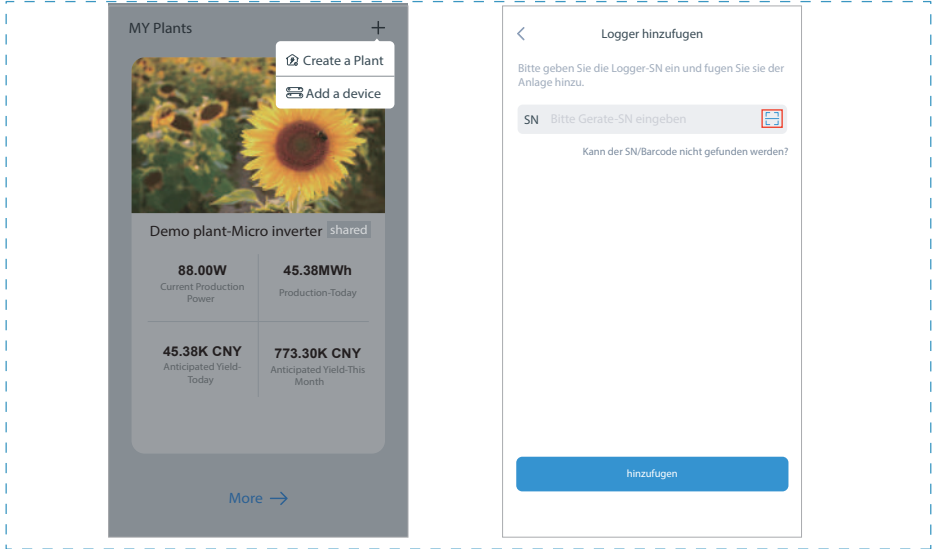 MY Plants
Create a Plant
Add a device
Demo plant-Micro inverter shared
88.00W
Current Production
Power
45.38MWh
Production-Today
45.38K CNY
Anticipated Yield-
Today
773.30K CNY
Anticipated Yield-This
Month
More
Logger hinzufugen
Bitte geben Sie die Logger-SN ein und fugen Sie sie der
Anlage hinzu.
SN Bitte Gerate-SN eingeben
Kann der SN/Barcode nicht gefunden werden?
hinzufugen